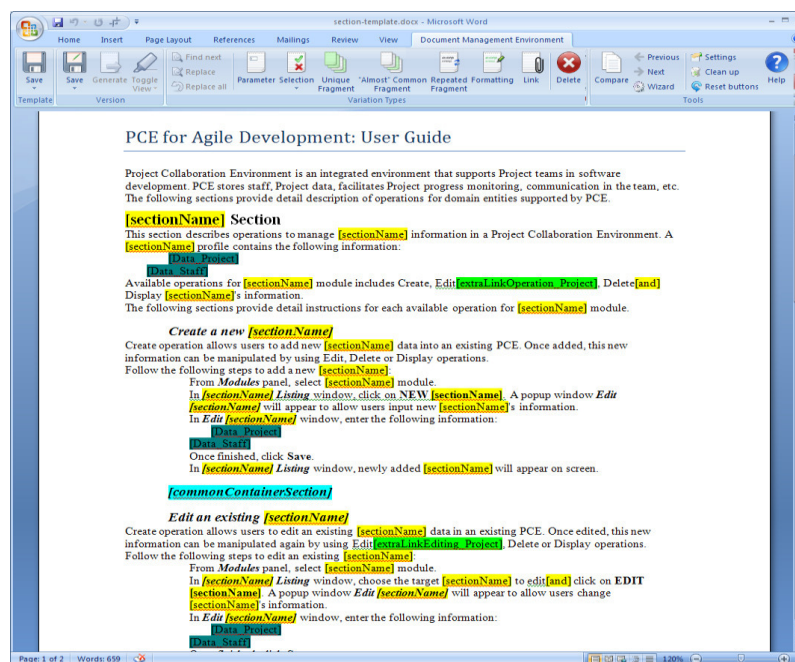 section-template.docx - Microsoft Word
Home Insert Page Layout References Mailings Review View Document Management Environment
Save Save Generate Toggle View Find next Replace Replace all Parameter Selection Unique Fragment "Almost" Common Fragment Repeated Fragment Formatting Link Delete Compare Previous Next Wizard Settings Clean up Reset buttons Help
Template Version Variation Types Tools
PCE for Agile Development: User Guide
Project Collaboration Environment is an integrated environment that supports Project teams in software
development. PCE stores staff, Project data, facilitates Project progress monitoring, communication in the team, etc.
The following sections provide detail description of operations for domain entities supported by PCE.
[sectionName] Section
This section describes operations to manage [sectionName] information in a Project Collaboration Environment. A
[sectionName] profile contains the following information:
[Data_Project]
[Data_Staff]
Available operations for [sectionName] module includes Create, Edit[extraLinkOperation_Project], Delete[and]
Display [sectionName]'s information.
The following sections provide detail instructions for each available operation for [sectionName] module.
Create a new [sectionName]
Create operation allows users to add new [sectionName] data into an existing PCE. Once added, this new
information can be manipulated by using Edit, Delete or Display operations.
Follow the following steps to add a new [sectionName]:
From Modules panel, select [sectionName] module.
In [sectionName] Listing window, click on NEW [sectionName]. A popup window Edit
[sectionName] will appear to allow users input new [sectionName]'s information.
In Edit [sectionName] window, enter the following information:
[Data_Project]
[Data_Staff]
Once finished, click Save.
In [sectionName] Listing window, newly added [sectionName] will appear on screen.
[commonContainerSection]
Edit an existing [sectionName]
Create operation allows users to edit an existing [sectionName] data in an existing PCE. Once edited, this new
information can be manipulated again by using Edit[extraLinkEditing_Project], Delete or Display operations.
Follow the following steps to edit an existing [sectionName]:
From Modules panel, select [sectionName] module.
In [sectionName] Listing window, choose the target [sectionName] to edit[and] click on EDIT
[sectionName]. A popup window Edit [sectionName] will appear to allow users change
[sectionName]'s information.
In Edit [sectionName] window, enter the following information:
[Data_Project]
[Data_Staff]
Page: 1 of 2 Words: 659 120%